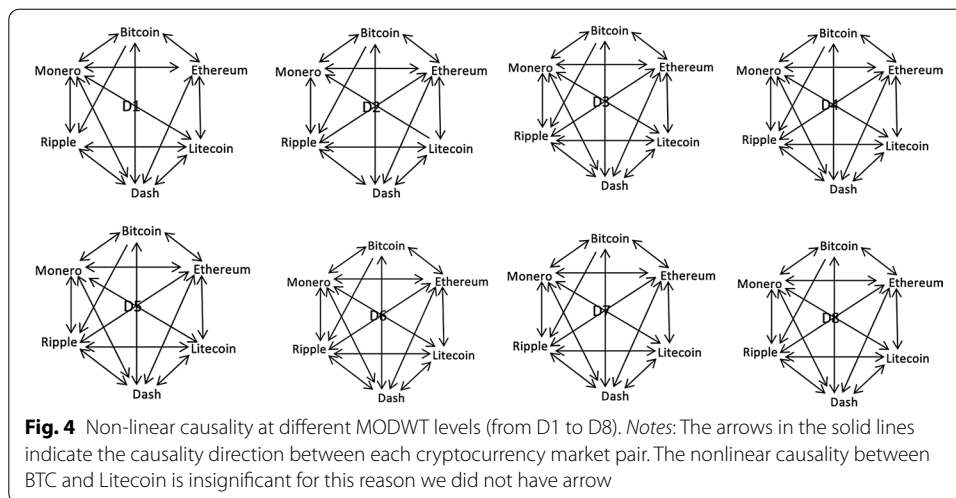 Bitcoin Bitcoin Bitcoin Bitcoin
Monero Ethereum Monero Ethereum Monero Ethereum Monero Ethereum
D1 D2 D3 D4
Ripple Litecoin Ripple Litecoin Ripple Litecoin Ripple Litecoin
Dash Dash Dash Dash
Bitcoin Bitcoin Bitcoin Bitcoin
Monero Ethereum Monero Ethereum Monero Ethereum Monero Ethereum
D5 D6 D7 D8
Ripple Litecoin Ripple Litecoin Ripple Litecoin Ripple Litecoin
Dash Dash Dash Dash
Fig. 4 Non-linear causality at different MODWT levels (from D1 to D8). Notes: The arrows in the solid lines
indicate the causality direction between each cryptocurrency market pair. The nonlinear causality between
BTC and Litecoin is insignificant for this reason we did not have arrow